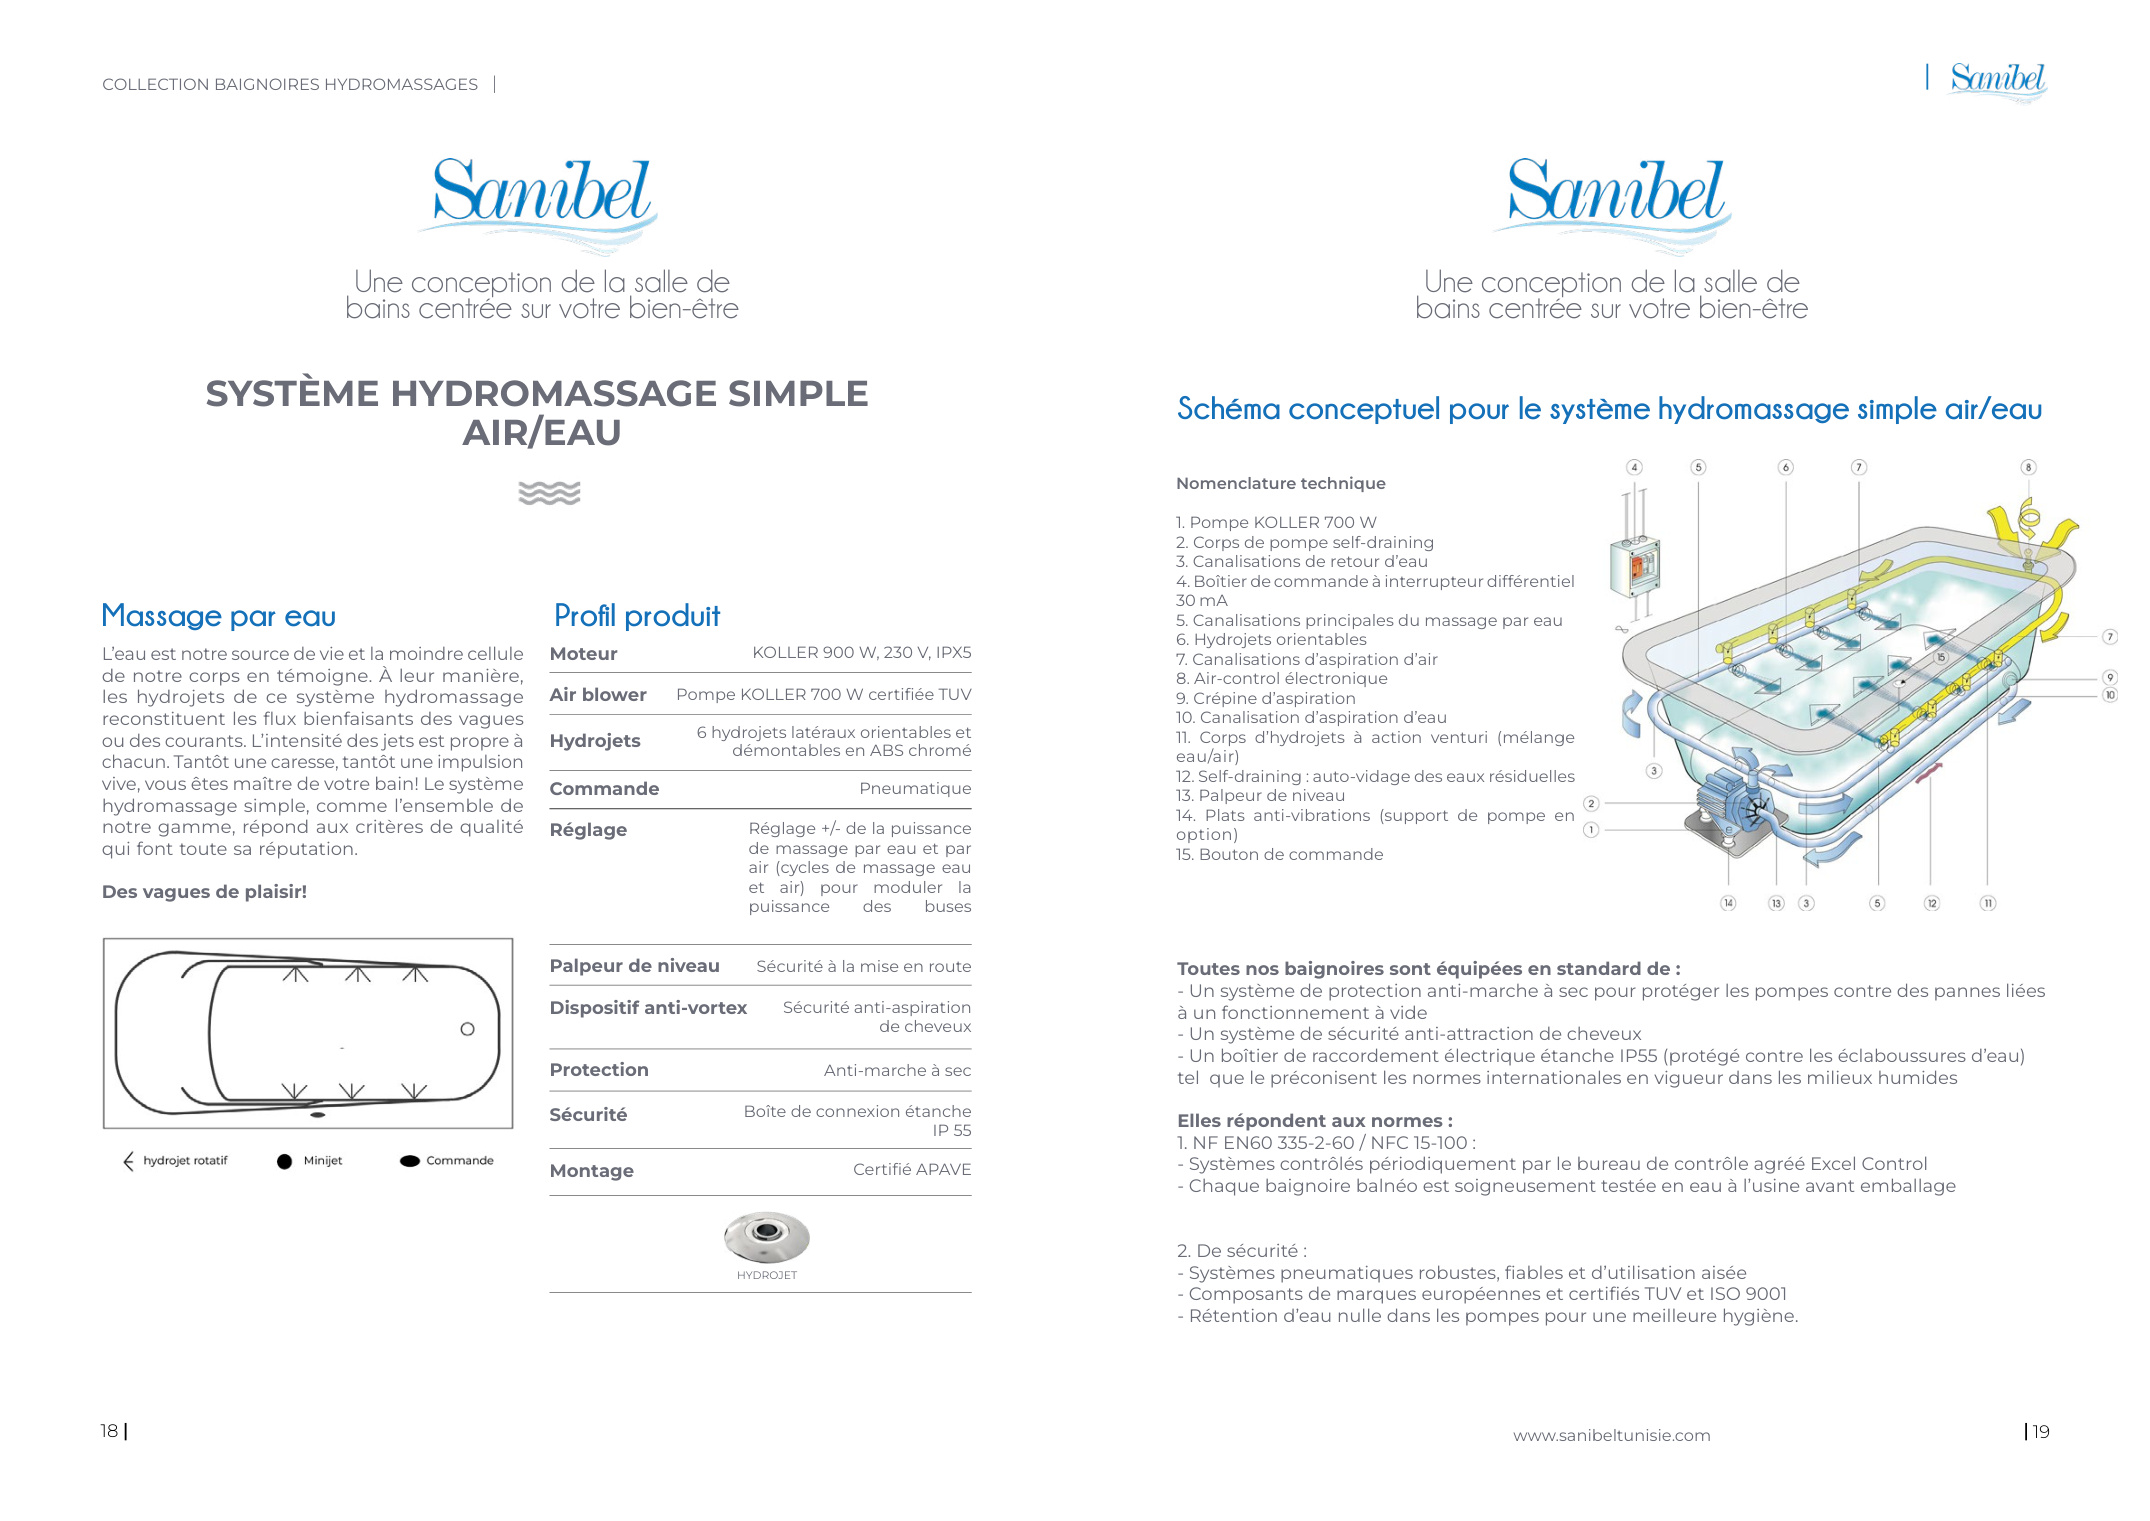 COLLECTION BAIGNOIRES HYDROMASSAGES |
Sanibel
Une conception de la salle de
bains centrée sur votre bien-être
SYSTÈME HYDROMASSAGE SIMPLE
AIR/EAU
Massage par eau
L'eau est notre source de vie et la moindre cellule
de notre corps en témoigne. À leur manière,
les hydrojets de ce système hydromassage
reconstituent les flux bienfaisants des vagues
ou des courants. L'intensité des jets est propre à
chacun. Tantôt une caresse, tantôt une impulsion
vive, vous êtes maître de votre bain! Le système
hydromassage simple, comme l'ensemble de
notre gamme, répond aux critères de qualité
qui font toute sa réputation.
Des vagues de plaisir!
hydrojet rotatif Minijet Commande
Profil produit
Moteur KOLLER 900 W, 230 V, IPX5
Air blower Pompe KOLLER 700 W certifiée TUV
Hydrojets 6 hydrojets latéraux orientables et
démontables en ABS chromé
Commande Pneumatique
Réglage Réglage +/- de la puissance
de massage par eau et par
air (cycles de massage eau
et air) pour moduler la
puissance des buses
Palpeur de niveau Sécurité à la mise en route
Dispositif anti-vortex Sécurité anti-aspiration
de cheveux
Protection Anti-marche à sec
Sécurité Boîte de connexion étanche
IP 55
Montage Certifié APAVE
HYDROJET
18 |
| Sanibel
Sanibel
Une conception de la salle de
bains centrée sur votre bien-être
Schéma conceptuel pour le système hydromassage simple air/eau
Nomenclature technique
1. Pompe KOLLER 700 W
2. Corps de pompe self-draining
3. Canalisations de retour d'eau
4. Boîtier de commande à interrupteur différentiel
30 mA
5. Canalisations principales du massage par eau
6. Hydrojets orientables
7. Canalisations d'aspiration d'air
8. Air-control électronique
9. Crépine d'aspiration
10. Canalisation d'aspiration d'eau
11. Corps d'hydrojets à action venturi (mélange
eau/air)
12. Self-draining : auto-vidage des eaux résiduelles
13. Palpeur de niveau
14. Plats anti-vibrations (support de pompe en
option)
15. Bouton de commande
4 5 6 7 8
7
15
9
10
3
2
1
14 13 3 5 12 11
Toutes nos baignoires sont équipées en standard de :
- Un système de protection anti-marche à sec pour protéger les pompes contre des pannes liées
à un fonctionnement à vide
- Un système de sécurité anti-attraction de cheveux
- Un boîtier de raccordement électrique étanche IP55 (protégé contre les éclaboussures d'eau)
tel que le préconisent les normes internationales en vigueur dans les milieux humides
Elles répondent aux normes :
1. NF EN60 335-2-60 / NFC 15-100 :
- Systèmes contrôlés périodiquement par le bureau de contrôle agréé Excel Control
- Chaque baignoire balnéo est soigneusement testée en eau à l'usine avant emballage
2. De sécurité :
- Systèmes pneumatiques robustes, fiables et d'utilisation aisée
- Composants de marques européennes et certifiés TUV et ISO 9001
- Rétention d'eau nulle dans les pompes pour une meilleure hygiène.
www.sanibeltunisie.com
| 19